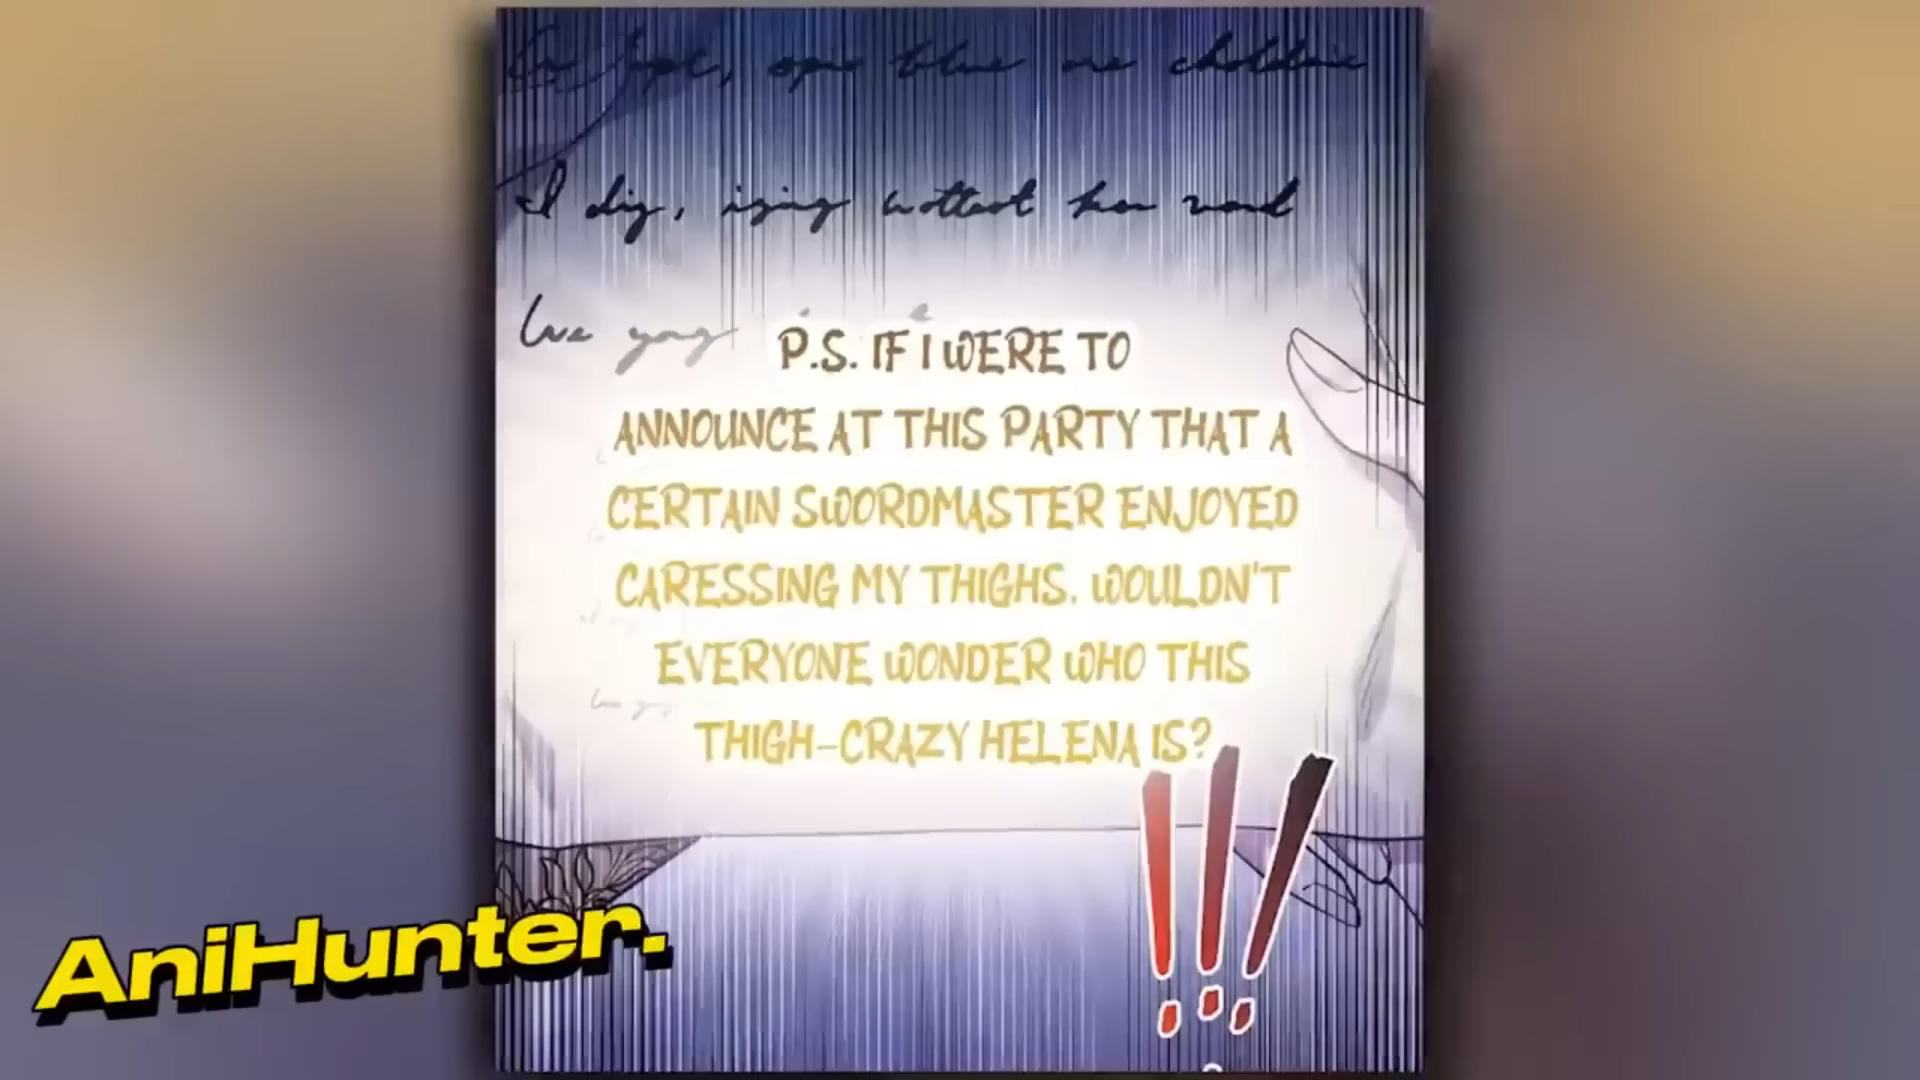 P.S. IF I WERE TO
ANNOUNCE AT THIS PARTY THAT A
CERTAIN SWORDMASTER ENJOYED
CARESSING MY THIGHS. WOULDN'T
EVERYONE WONDER WHO THIS
THIGH-CRAZY HELENA IS?
!!!
AniHunter.